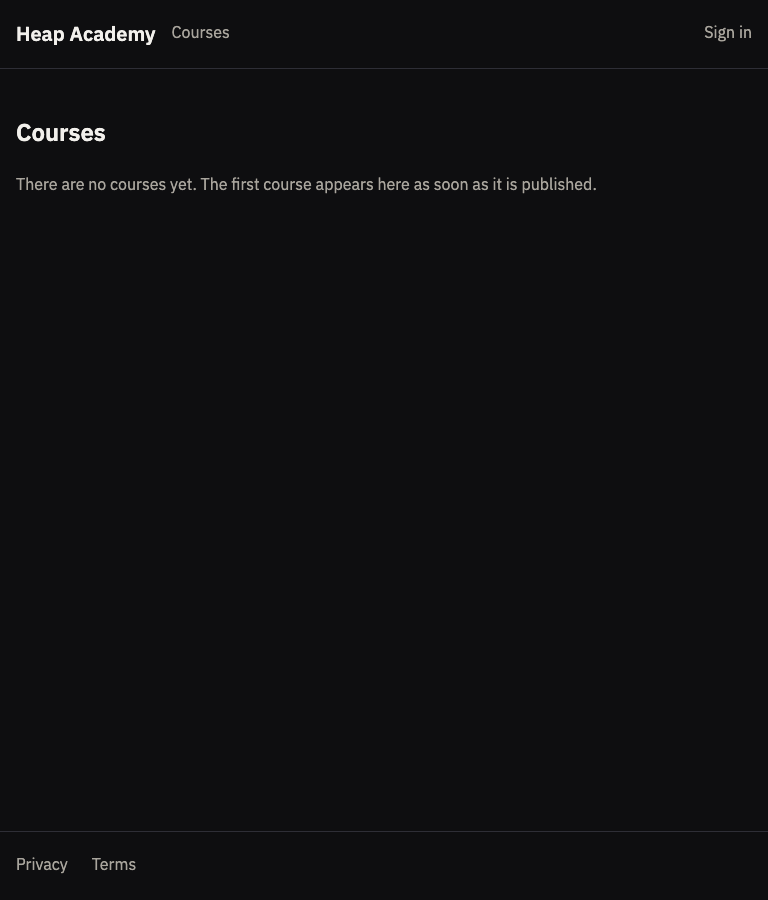 Heap Academy Courses Sign in
Courses
There are no courses yet. The first course appears here as soon as it is published.
Privacy Terms